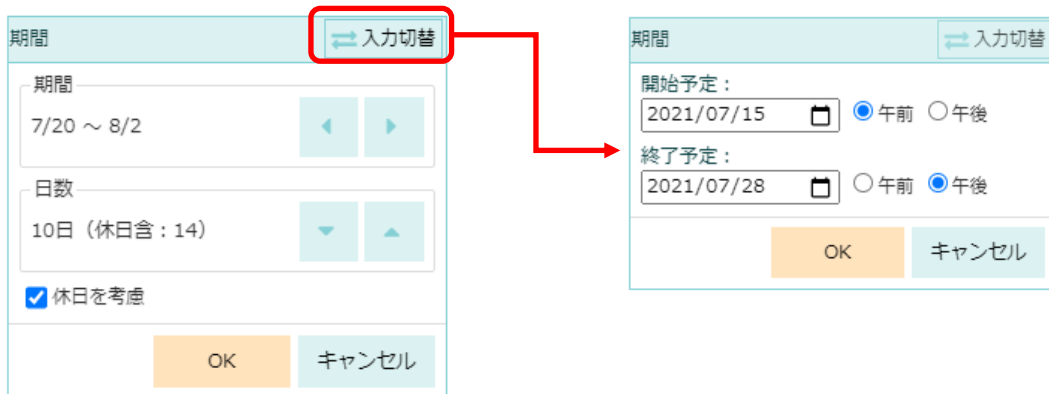 期間
入力切替
期間
7/20 ～ 8/2
日数
10日（休日含：14）
休日を考慮
OK
キャンセル
期間
入力切替
開始予定：
2021/07/15
午前
午後
終了予定：
2021/07/28
午前
午後
OK
キャンセル